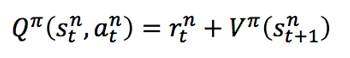 Q^π(s_t^n, a_t^n) = r_t^n + V^π(s_{t+1}^n)